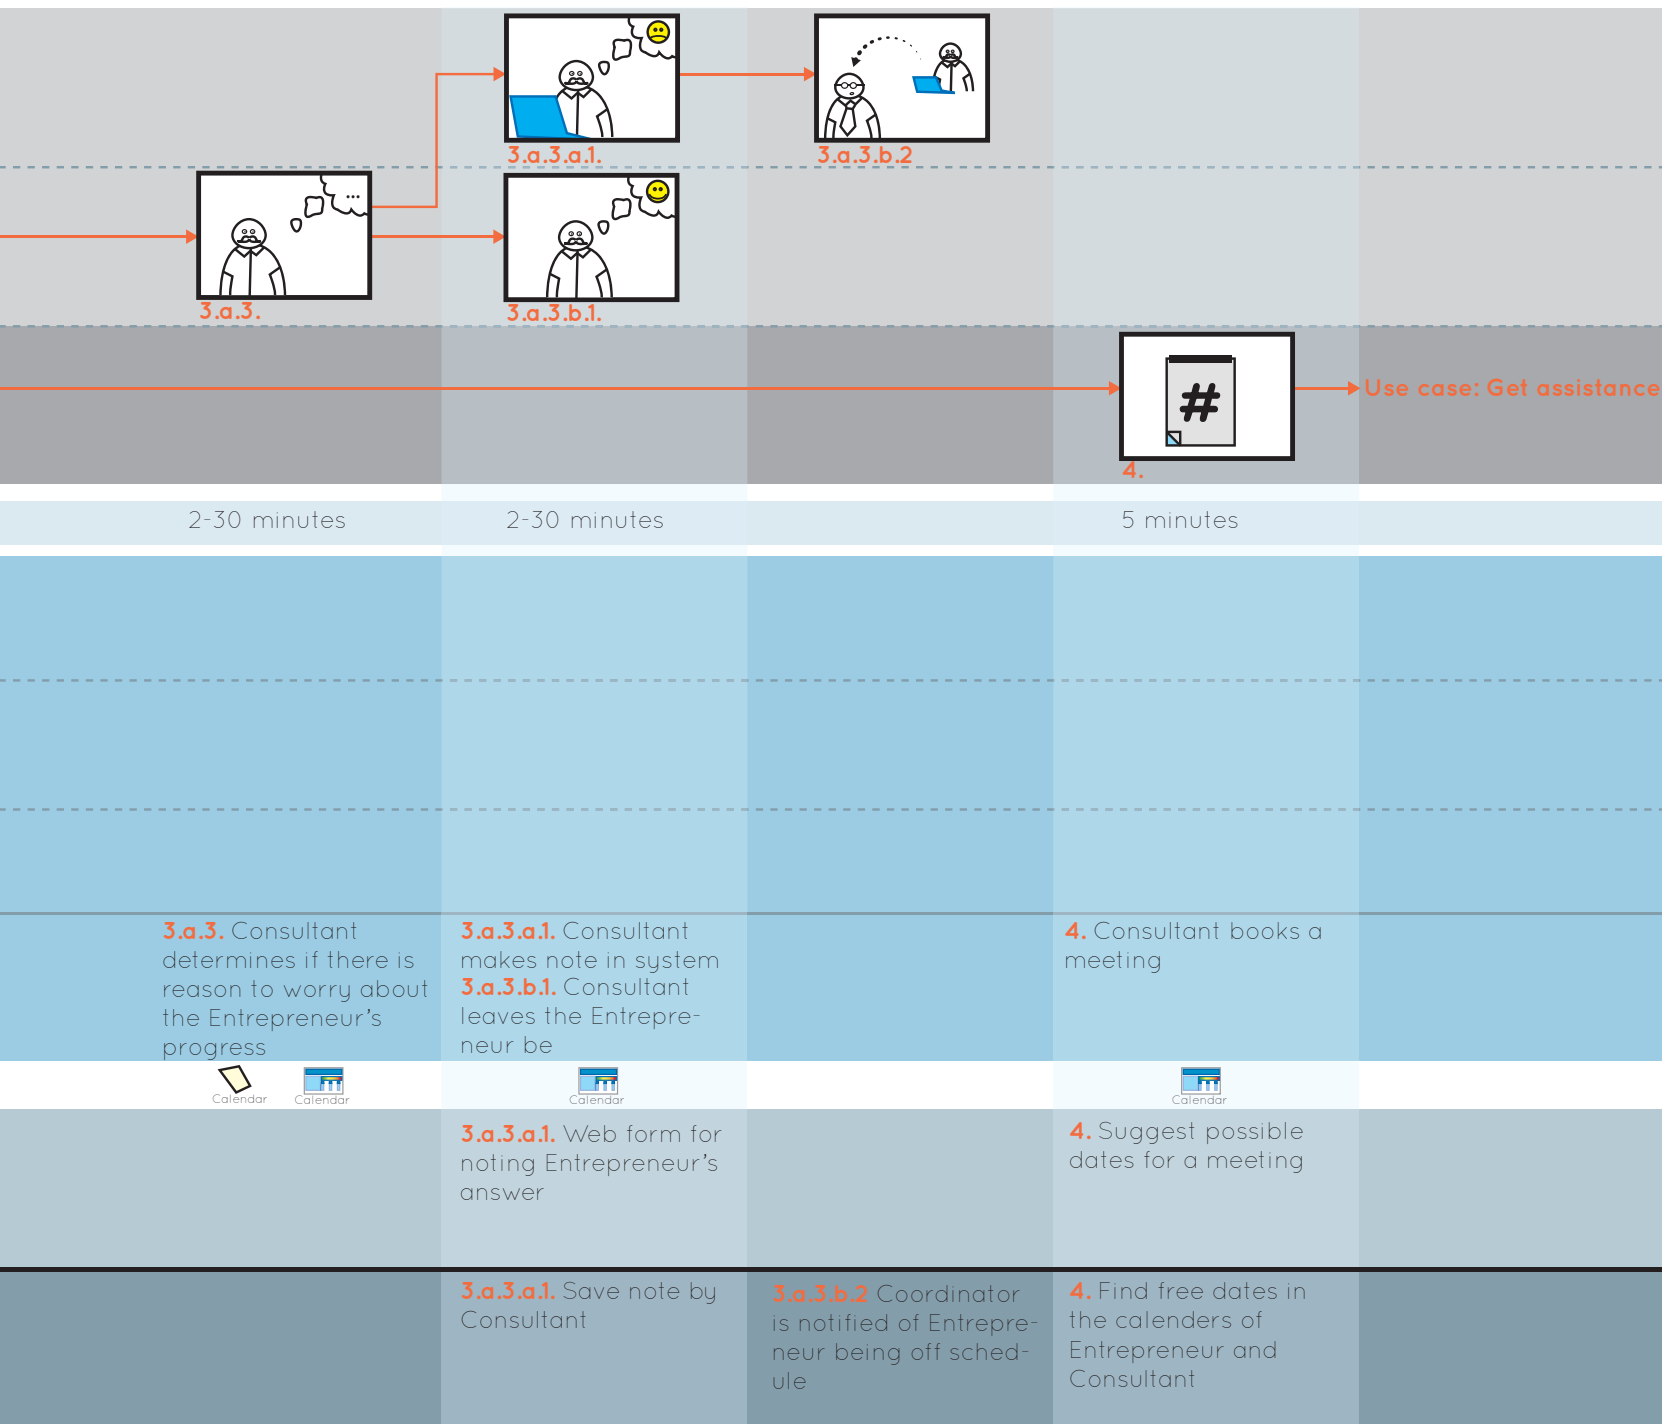 3.a.3.a.1.
3.a.3.b.2
...
3.a.3.
3.a.3.b.1.
#
Use case: Get assistance
4.
2-30 minutes
2-30 minutes
5 minutes
3.a.3. Consultant
determines if there is
reason to worry about
the Entrepreneur’s
progress
3.a.3.a.1. Consultant
makes note in system
3.a.3.b.1. Consultant
leaves the Entrepre-
neur be
4. Consultant books a
meeting
Calendar
Calendar
Calendar
Calendar
3.a.3.a.1. Web form for
noting Entrepreneur’s
answer
4. Suggest possible
dates for a meeting
3.a.3.a.1. Save note by
Consultant
3.a.3.b.2 Coordinator
is notified of Entrepre-
neur being off sched-
ule
4. Find free dates in
the calenders of
Entrepreneur and
Consultant